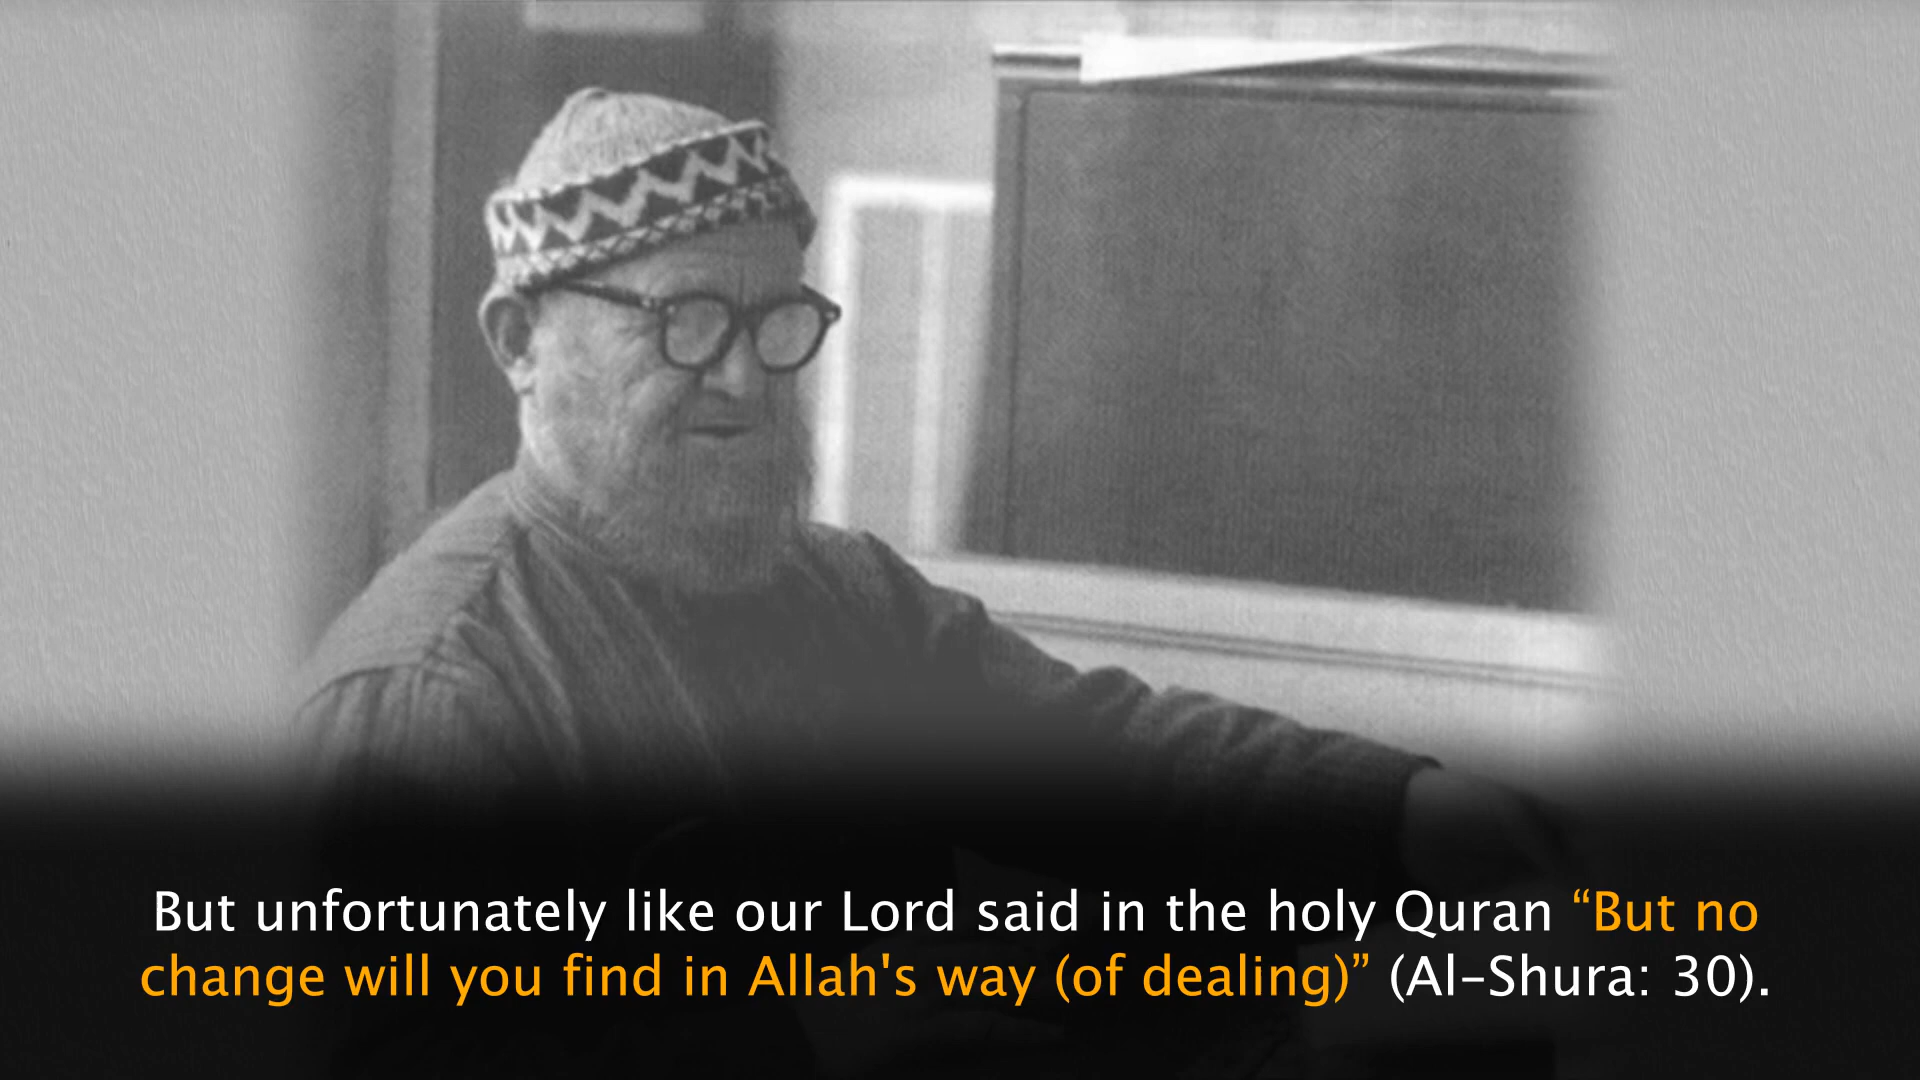 But unfortunately like our Lord said in the holy Quran “But no
change will you find in Allah's way (of dealing)” (Al–Shura: 30).